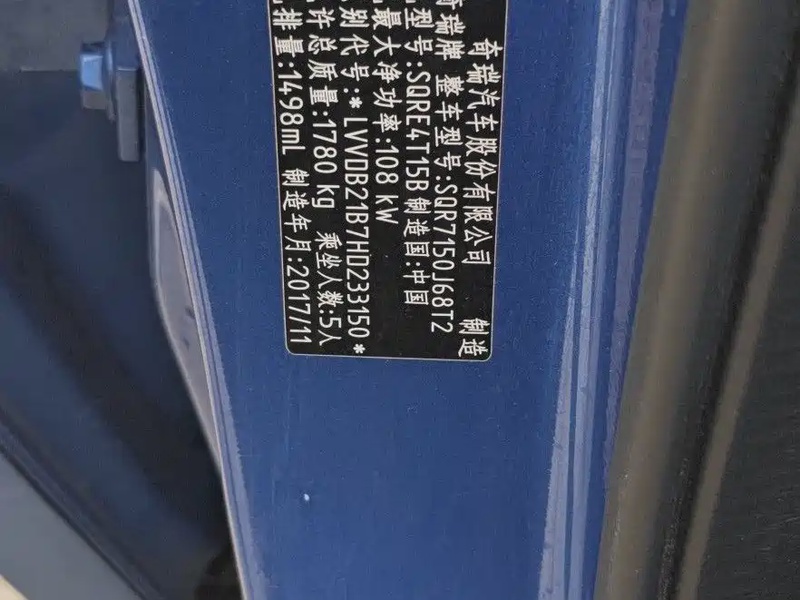 奇瑞汽车股份有限公司 制造
奇瑞牌 整车型号:SQR7150J68T2
型号:SQRE4T15B 制造国:中国
最大净功率:108 kW
别代号:*LVVDB21B7HD233150*
许总质量:1780 kg 乘坐人数:5人
排量:1498mL 制造年月:2017/11